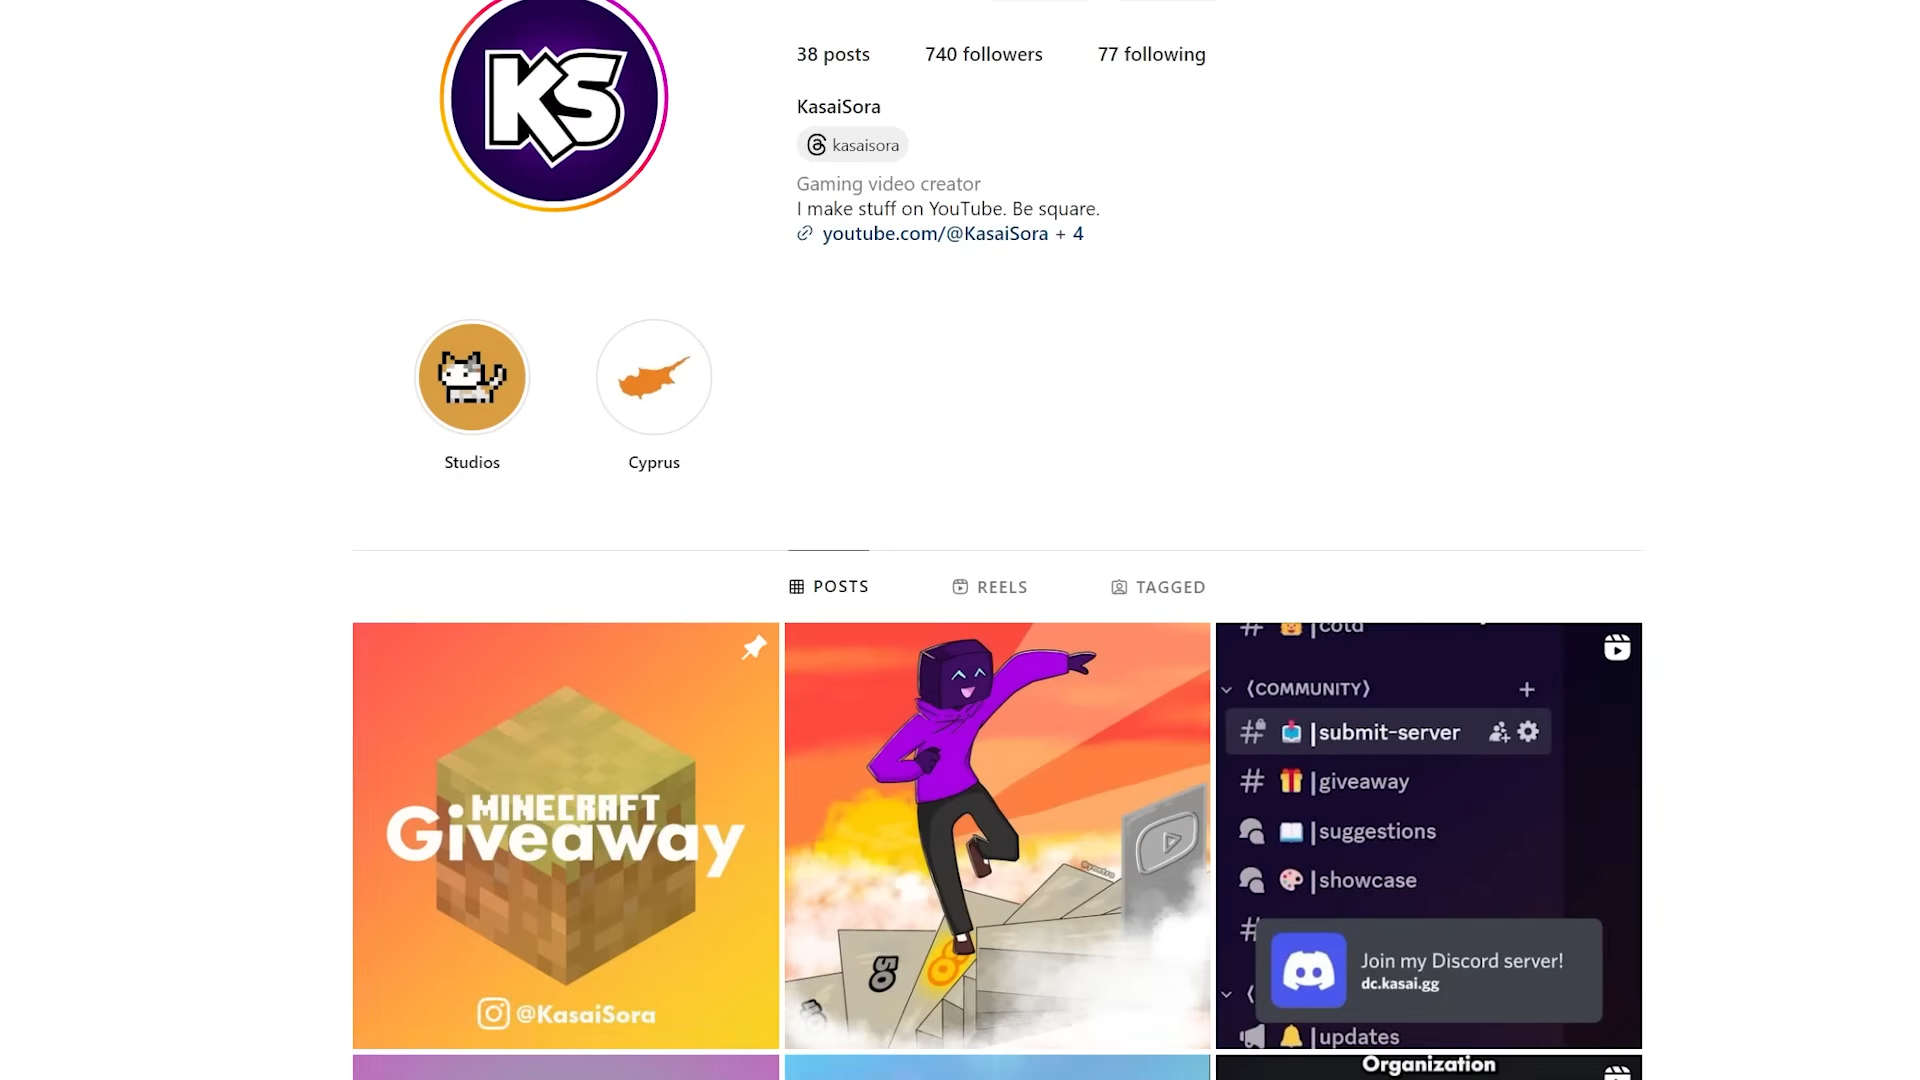 KS
38 posts 740 followers 77 following
KasaiSora
kasaisora
Gaming video creator
I make stuff on YouTube. Be square.
youtube.com/@KasaiSora + 4
Studios Cyprus
POSTS REELS TAGGED
MINECRAFT
Giveaway
@KasaiSora
50
# |cold
⟨COMMUNITY⟩ +
# |submit-server
# |giveaway
|suggestions
|showcase
#
Join my Discord server!
dc.kasai.gg
|updates
Organization